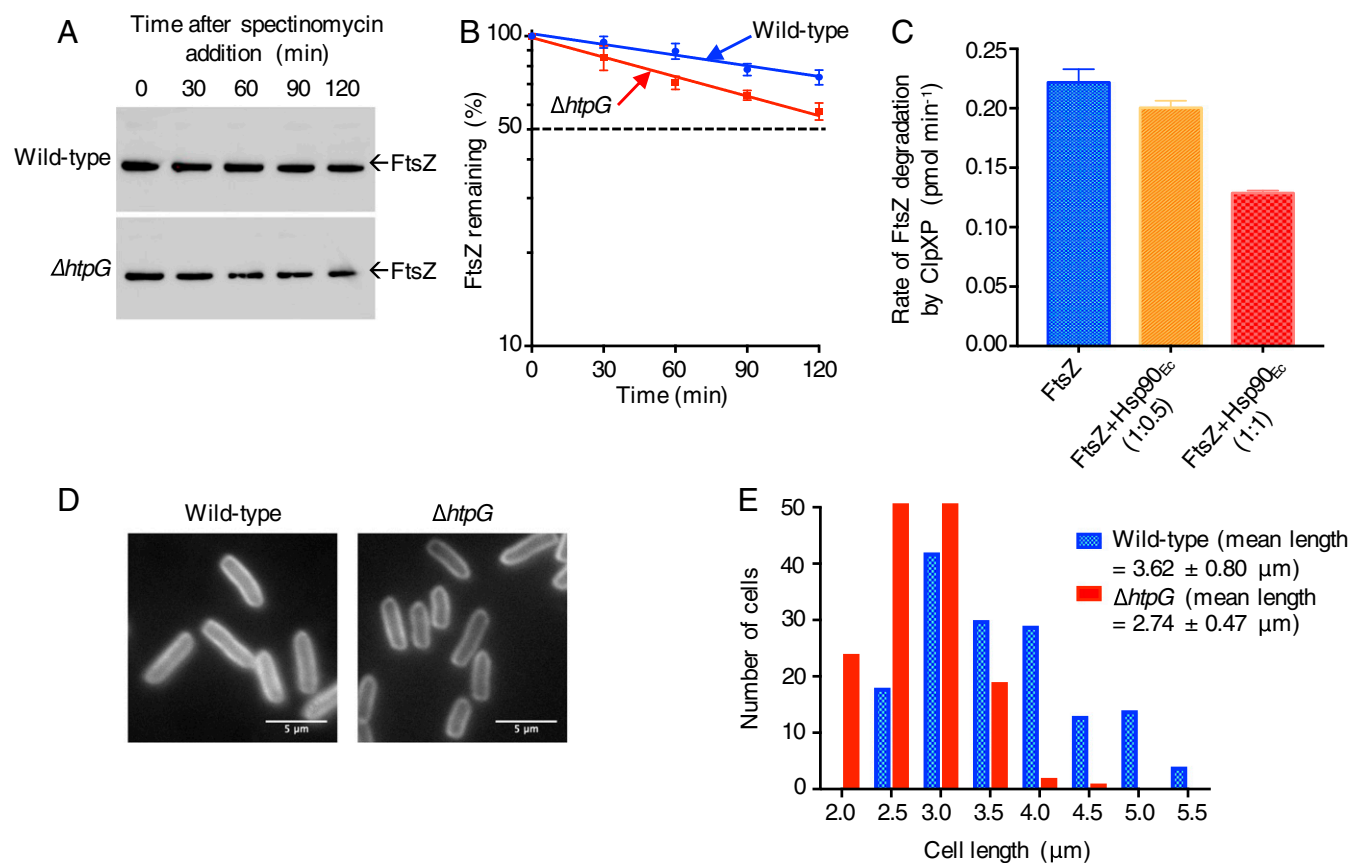 A
Time after spectinomycin
addition (min)
0 30 60 90 120
Wild-type
←FtsZ
ΔhtpG
←FtsZ
B
FtsZ remaining (%)
100
50
10
Wild-type
ΔhtpG
0 30 60 90 120
Time (min)
C
Rate of FtsZ degradation
by ClpXP (pmol min⁻¹)
0.25
0.20
0.15
0.10
0.05
0.00
FtsZ
FtsZ+Hsp90Ec
(1:0.5)
FtsZ+Hsp90Ec
(1:1)
D
Wild-type
ΔhtpG
5 µm
5 µm
E
Number of cells
50
40
30
20
10
0
Wild-type (mean length
= 3.62 ± 0.80 µm)
ΔhtpG (mean length
= 2.74 ± 0.47 µm)
2.0 2.5 3.0 3.5 4.0 4.5 5.0 5.5
Cell length (µm)